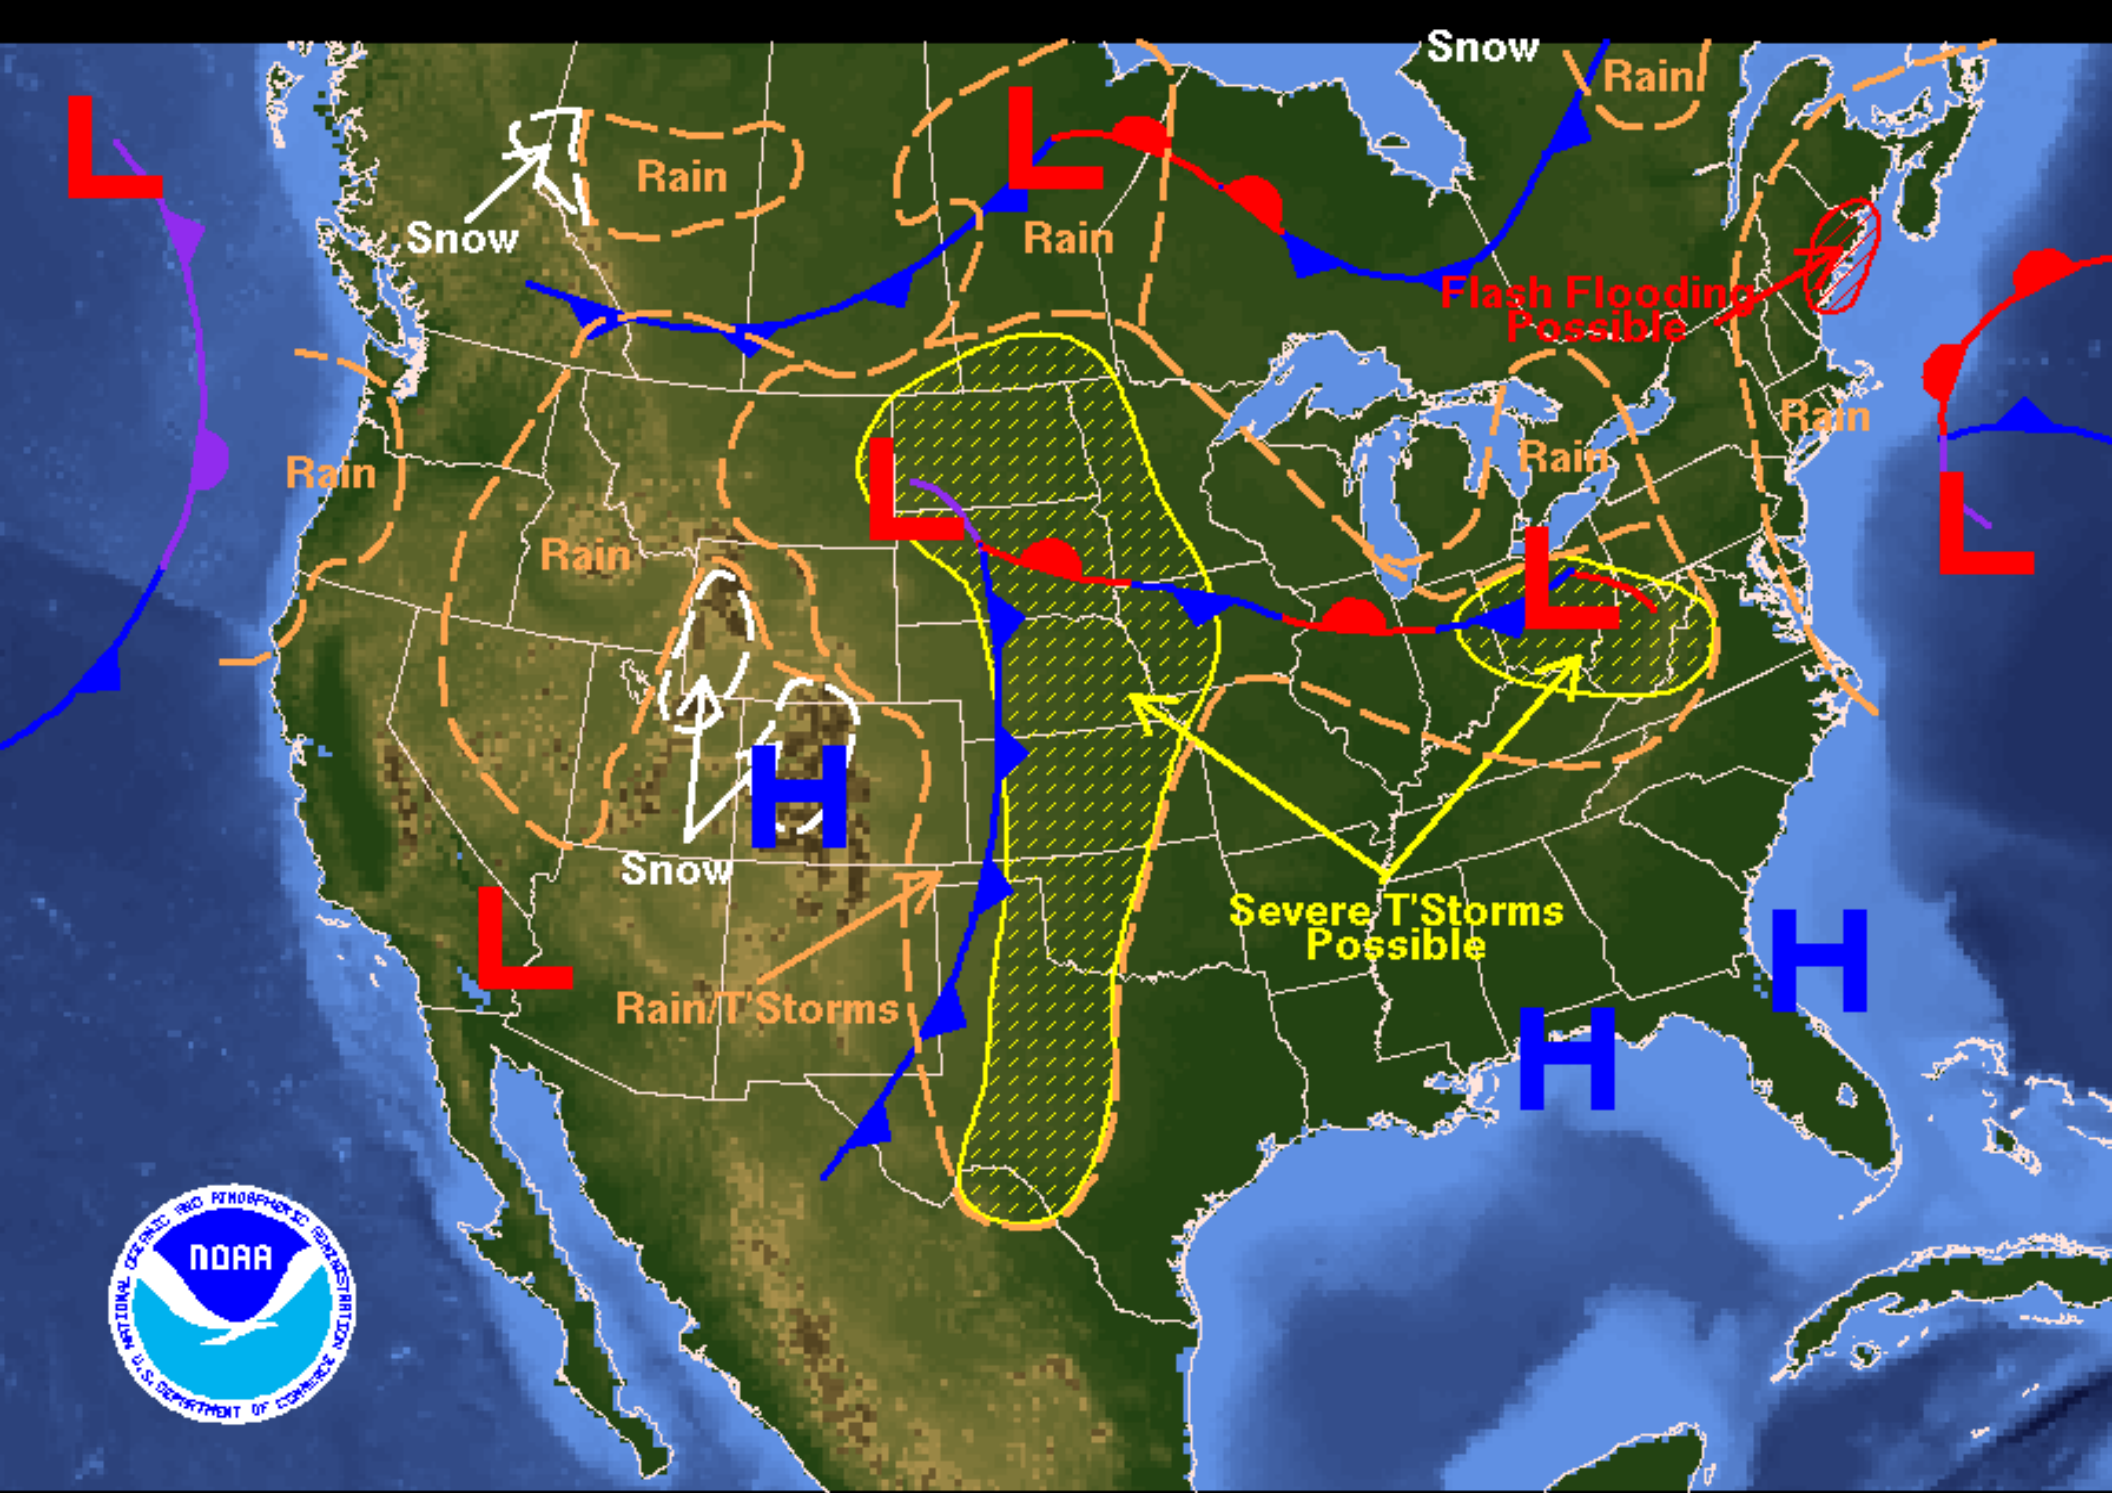 Snow
Rain
Rain
Snow
Rain
Flash Flooding
Possible
Rain
Rain
Rain
Rain
Snow
Severe T'Storms
Possible
Rain/T'Storms
L
L
L
L
L
L
H
H
H
NATIONAL OCEANIC AND ATMOSPHERIC ADMINISTRATION
NOAA
U.S. DEPARTMENT OF COMMERCE